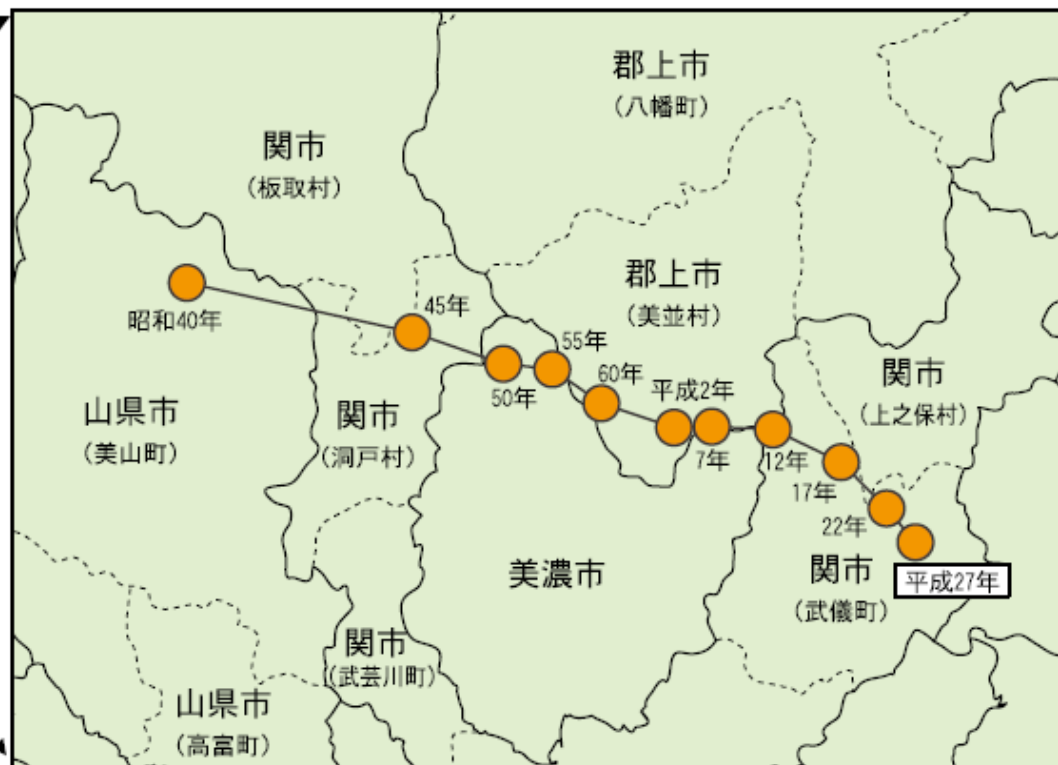 郡上市
(八幡町)
関市
(板取村)
郡上市
(美並村)
昭和40年
45年
50年
55年
60年
平成2年
7年
12年
17年
22年
平成27年
関市
(上之保村)
山県市
(美山町)
関市
(洞戸村)
美濃市
関市
(武儀町)
関市
(武芸川町)
山県市
(高富町)